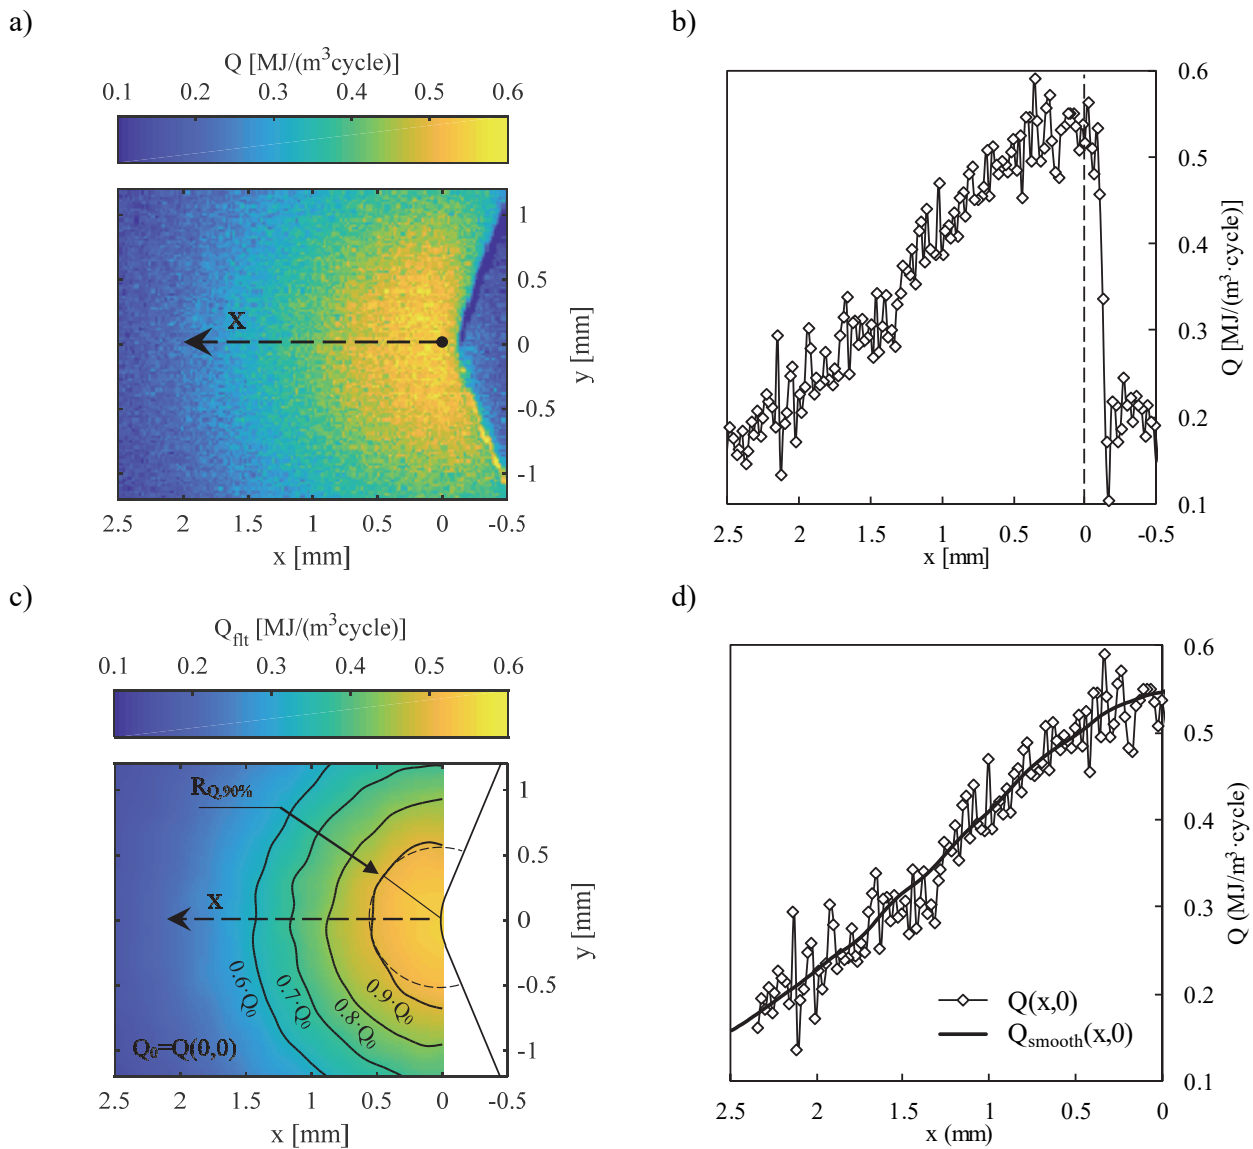 a)
Q [MJ/(m³cycle)]
0.1 0.2 0.3 0.4 0.5 0.6
1
0.5
0
-0.5
-1
y [mm]
X
2.5 2 1.5 1 0.5 0 -0.5
x [mm]
b)
0.6
0.5
0.4
0.3
0.2
0.1
Q [MJ/(m³·cycle)]
2.5 2 1.5 1 0.5 0 -0.5
x [mm]
c)
Qflt [MJ/(m³cycle)]
0.1 0.2 0.3 0.4 0.5 0.6
RQ,90%
1
0.5
0
-0.5
-1
y [mm]
X
0.6·Q0
0.7·Q0
0.8·Q0
0.9·Q0
Q0=Q(0,0)
2.5 2 1.5 1 0.5 0 -0.5
x [mm]
d)
0.6
0.5
0.4
0.3
0.2
0.1
Q (MJ/m³·cycle)
Q(x,0)
Qsmooth(x,0)
2.5 2 1.5 1 0.5 0
x (mm)